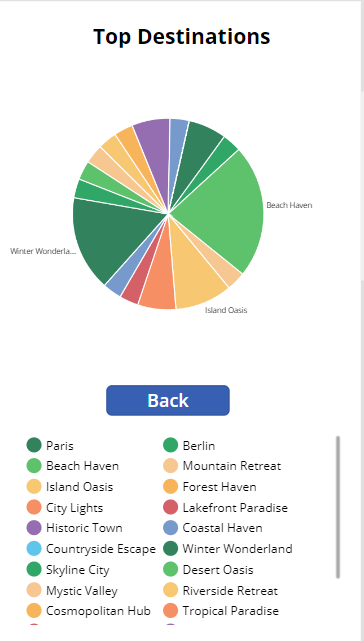 Top Destinations
Beach Haven
Winter Wonderla...
Island Oasis
Back
Paris
Berlin
Beach Haven
Mountain Retreat
Island Oasis
Forest Haven
City Lights
Lakefront Paradise
Historic Town
Coastal Haven
Countryside Escape
Winter Wonderland
Skyline City
Desert Oasis
Mystic Valley
Riverside Retreat
Cosmopolitan Hub
Tropical Paradise